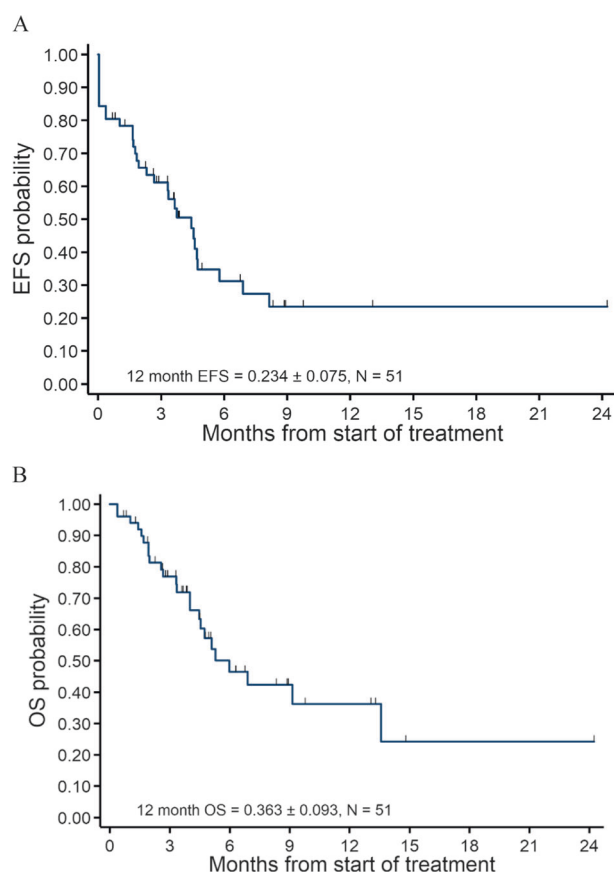 A
1.00
0.90
0.80
0.70
0.60
0.50
0.40
0.30
0.20
0.10
0.00
EFS probability
12 month EFS = 0.234 ± 0.075, N = 51
0 3 6 9 12 15 18 21 24
Months from start of treatment
B
1.00
0.90
0.80
0.70
0.60
0.50
0.40
0.30
0.20
0.10
0.00
OS probability
12 month OS = 0.363 ± 0.093, N = 51
0 3 6 9 12 15 18 21 24
Months from start of treatment